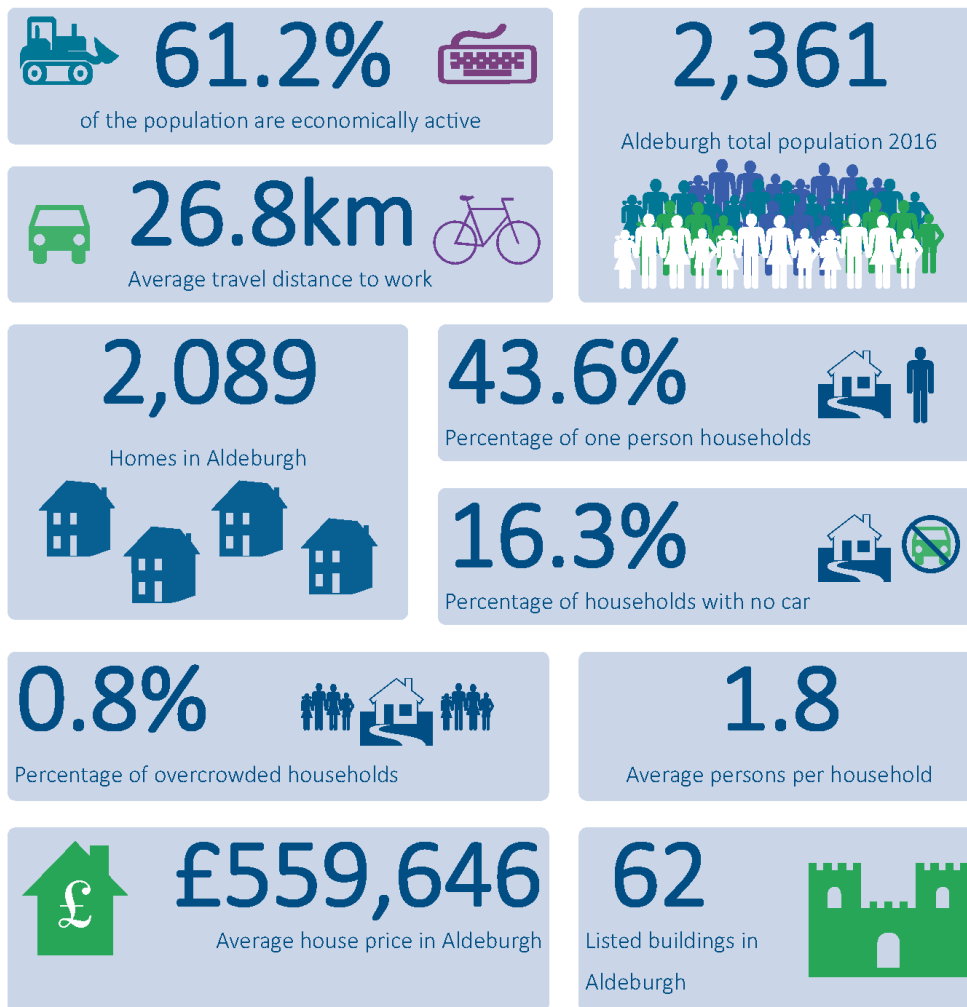 61.2%
of the population are economically active
2,361
Aldeburgh total population 2016
26.8km
Average travel distance to work
2,089
Homes in Aldeburgh
43.6%
Percentage of one person households
16.3%
Percentage of households with no car
0.8%
Percentage of overcrowded households
1.8
Average persons per household
£
£559,646
Average house price in Aldeburgh
62
Listed buildings in
Aldeburgh